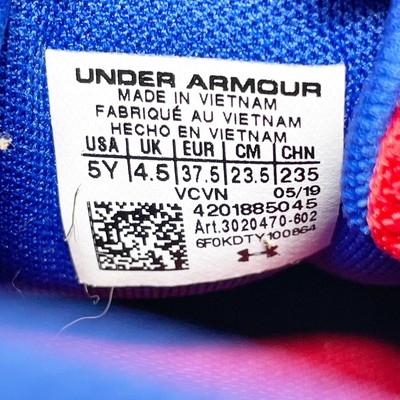 UNDER ARMOUR
MADE IN VIETNAM
FABRIQUÉ AU VIETNAM
HECHO EN VIETNAM
USA UK EUR CM CHN
5Y 4.5 37.5 23.5 235
VCVN 05/19
4201885045
Art.3020470-602
6F0KDTY100864